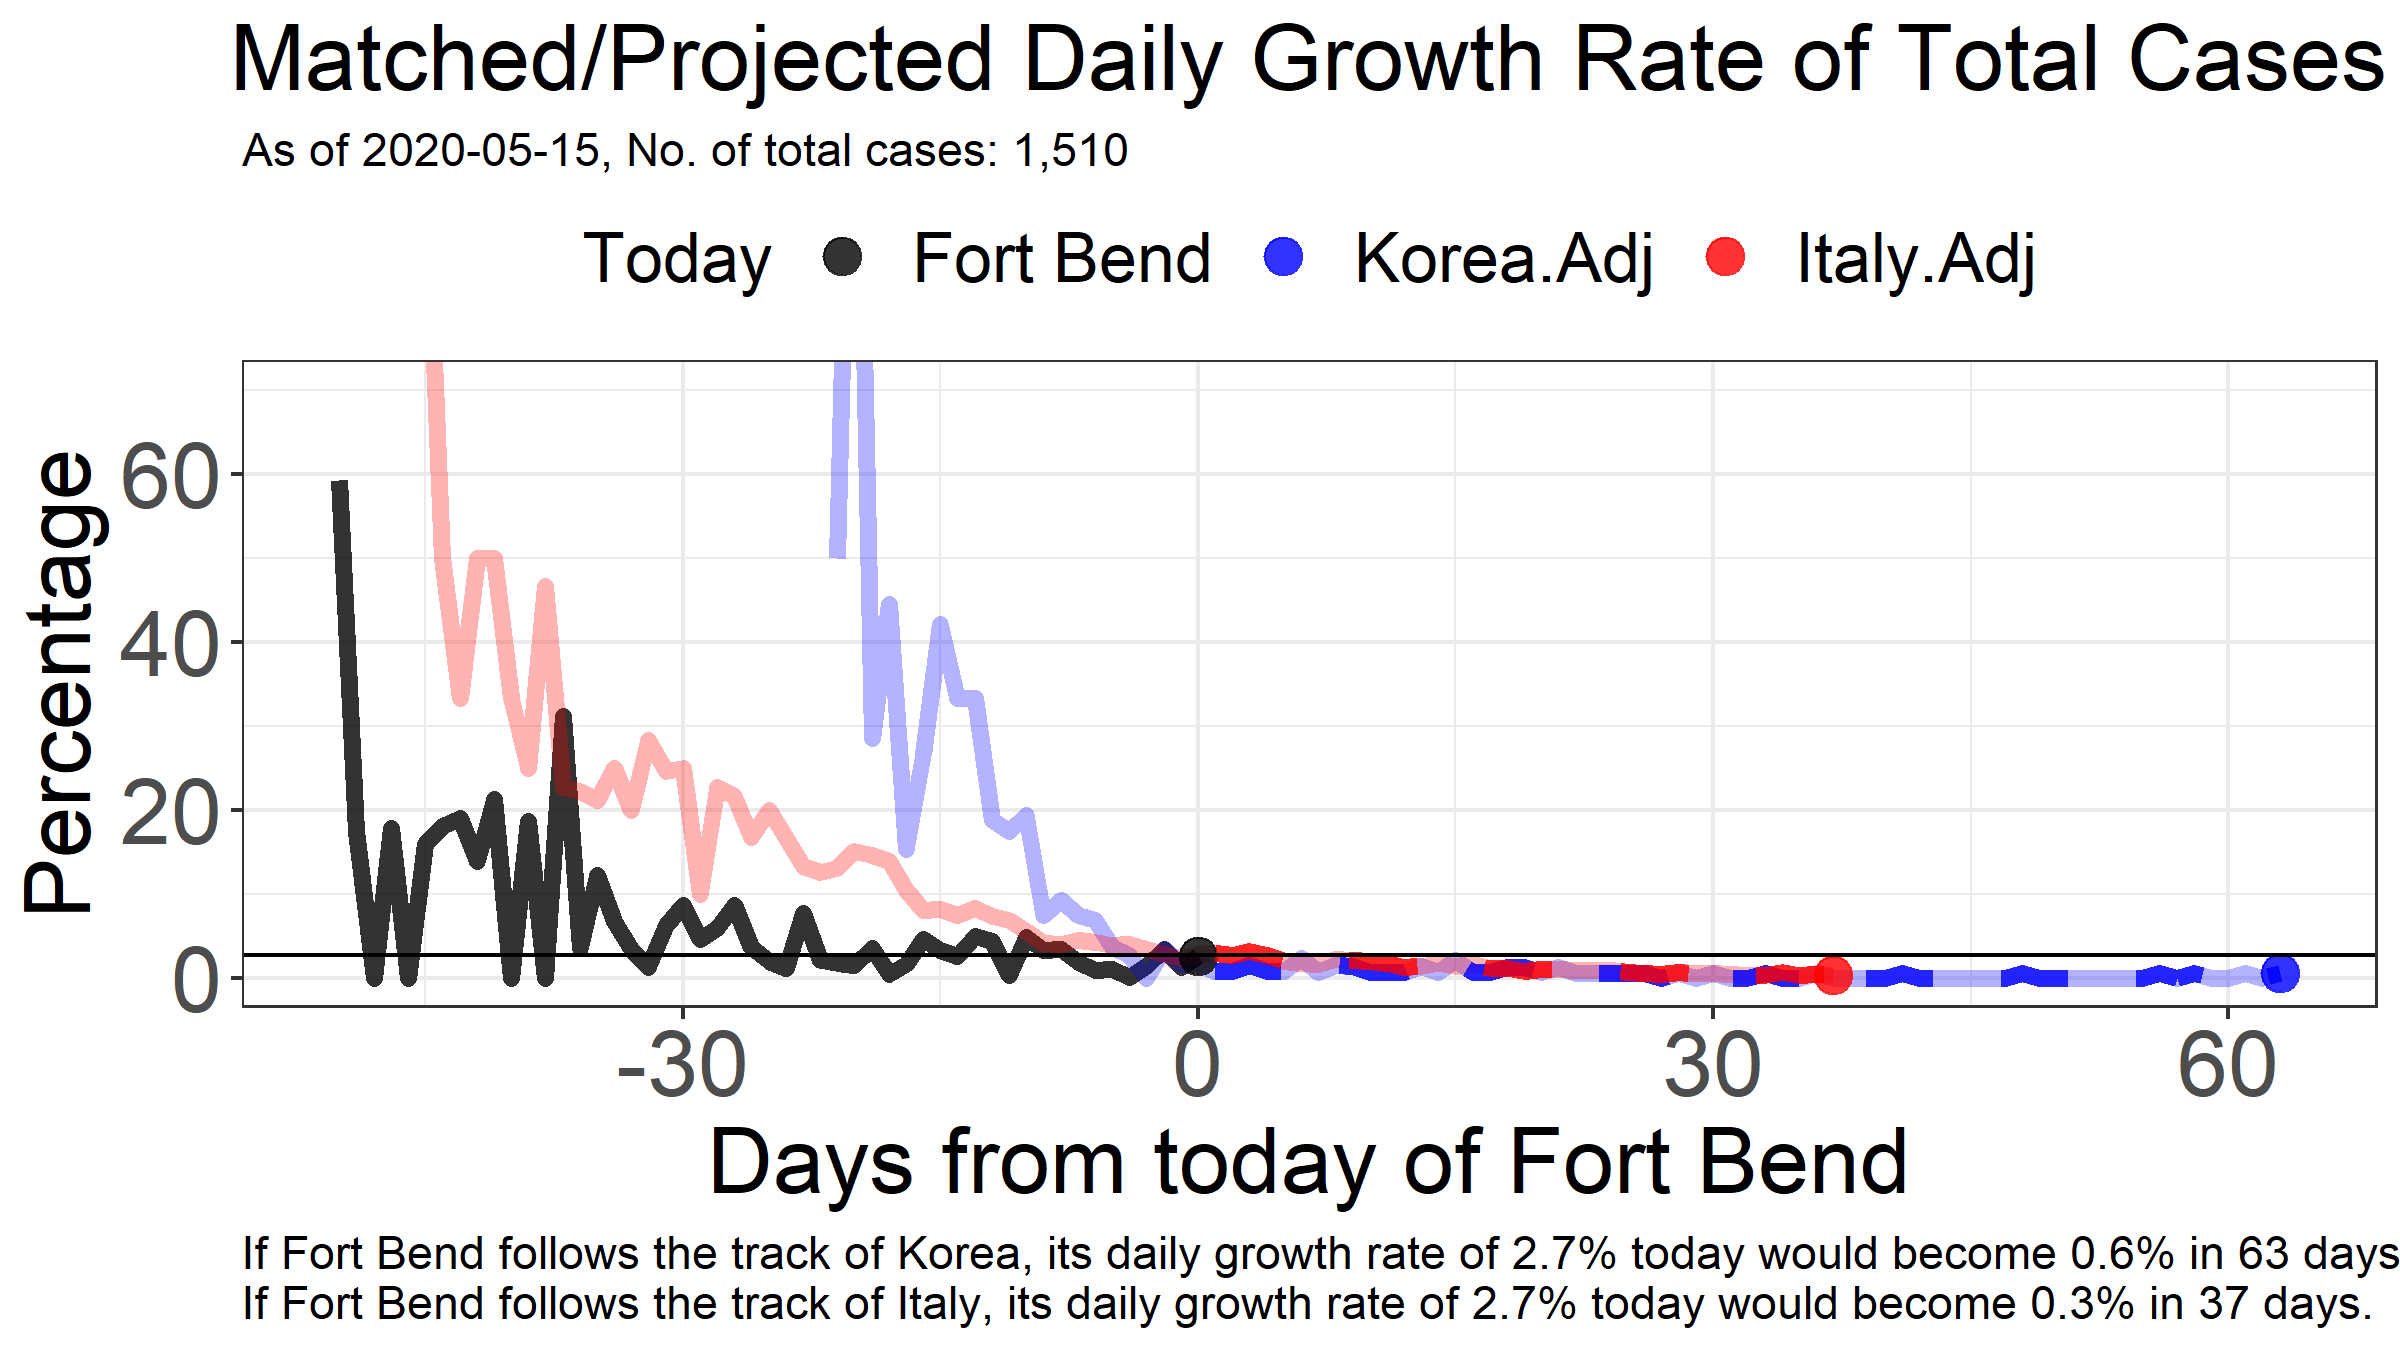 Matched/Projected Daily Growth Rate of Total Cases
As of 2020-05-15, No. of total cases: 1,510
Today Fort Bend Korea.Adj Italy.Adj
Percentage
60
40
20
0
-30 0 30 60
Days from today of Fort Bend
If Fort Bend follows the track of Korea, its daily growth rate of 2.7% today would become 0.6% in 63 days
If Fort Bend follows the track of Italy, its daily growth rate of 2.7% today would become 0.3% in 37 days.